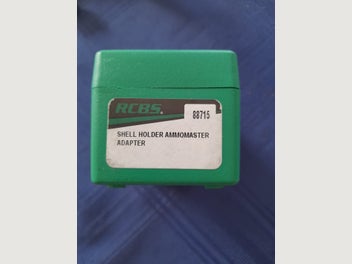 RCBS.
88715
SHELL HOLDER AMMOMASTER
ADAPTER